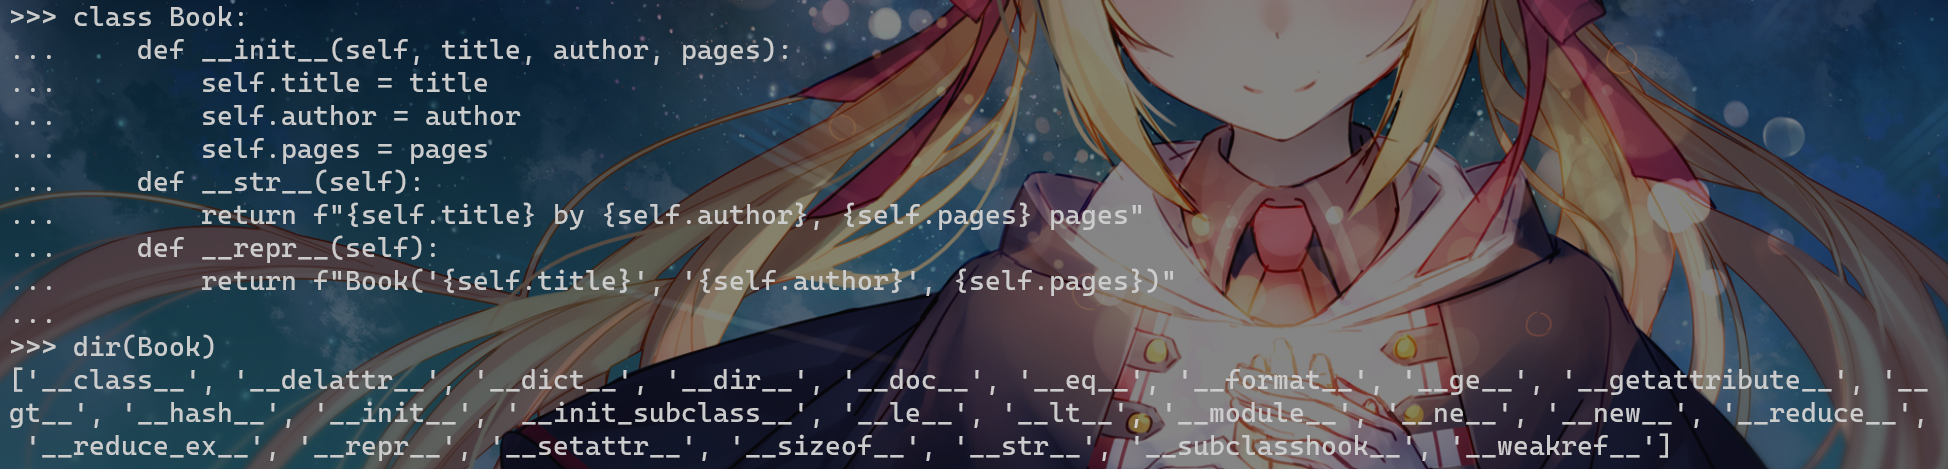 >>> class Book:
...     def __init__(self, title, author, pages):
...         self.title = title
...         self.author = author
...         self.pages = pages
...     def __str__(self):
...         return f"{self.title} by {self.author}, {self.pages} pages"
...     def __repr__(self):
...         return f"Book('{self.title}', '{self.author}', {self.pages})"
...
>>> dir(Book)
['__class__', '__delattr__', '__dict__', '__dir__', '__doc__', '__eq__', '__format__', '__ge__', '__getattribute__', '__
gt__', '__hash__', '__init__', '__init_subclass__', '__le__', '__lt__', '__module__', '__ne__', '__new__', '__reduce__',
 '__reduce_ex__', '__repr__', '__setattr__', '__sizeof__', '__str__', '__subclasshook__', '__weakref__']